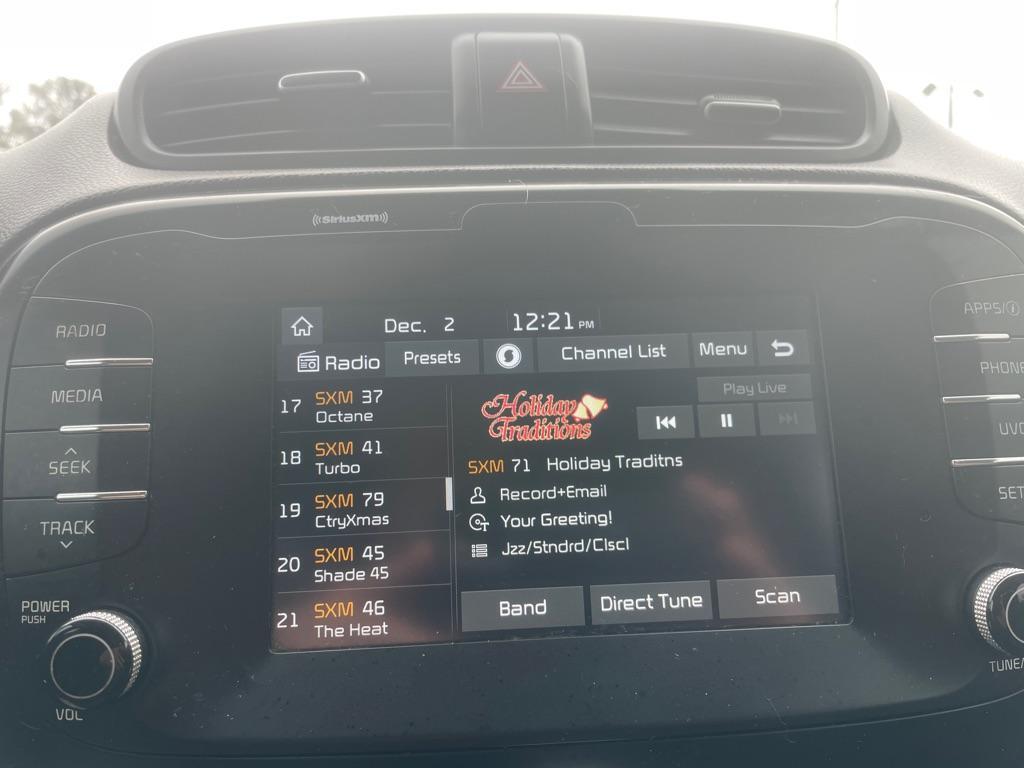 SiriusXM
RADIO
MEDIA
SEEK
TRACK
POWER
PUSH
VOL
Dec. 2 12:21 PM
Radio Presets Channel List Menu
17 SXM 37
Octane
18 SXM 41
Turbo
19 SXM 79
CtryXmas
20 SXM 45
Shade 45
21 SXM 46
The Heat
Play Live
Holiday
Traditions
SXM 71 Holiday Traditns
Record+Email
Your Greeting!
Jzz/Stndrd/Clscl
Band Direct Tune Scan
APPS/i
PHONE
UVO
SET
TUNE/